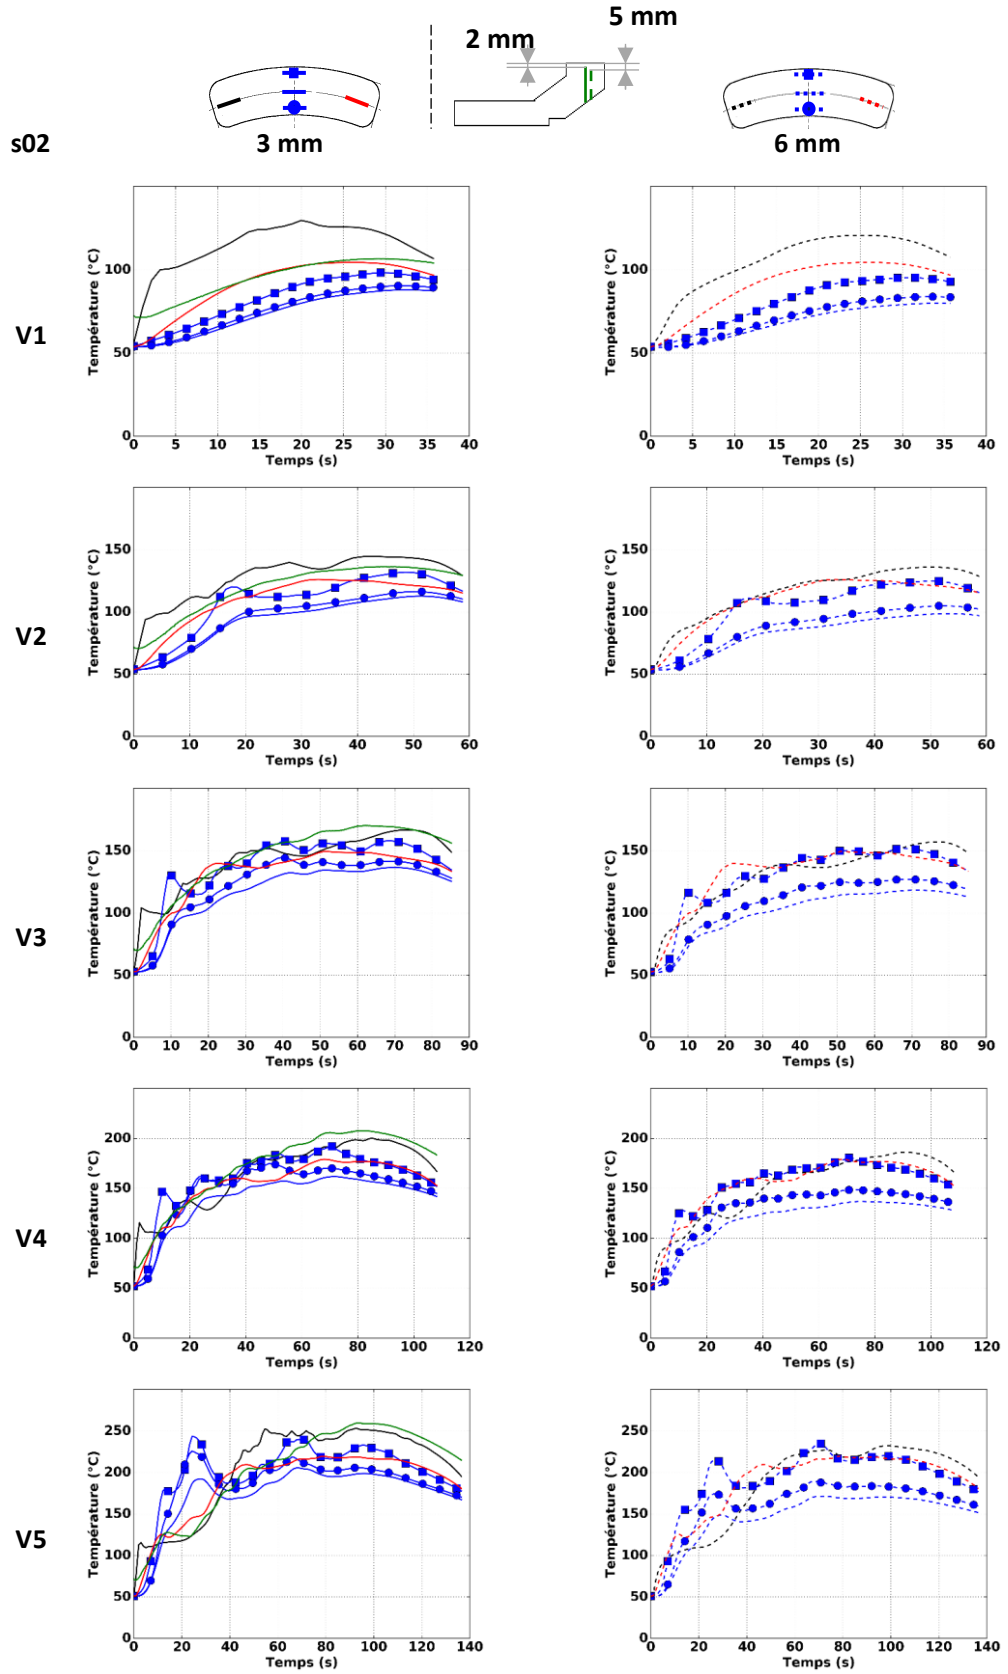 5 mm
2 mm
s02
3 mm
6 mm
V1
Température (°C)
100
50
0
0 5 10 15 20 25 30 35 40
Temps (s)
Température (°C)
100
50
0
0 5 10 15 20 25 30 35 40
Temps (s)
V2
Température (°C)
150
100
50
0
0 10 20 30 40 50 60
Temps (s)
Température (°C)
150
100
50
0
0 10 20 30 40 50 60
Temps (s)
V3
Température (°C)
150
100
50
0
0 10 20 30 40 50 60 70 80 90
Temps (s)
Température (°C)
150
100
50
0
0 10 20 30 40 50 60 70 80 90
Temps (s)
V4
Température (°C)
200
150
100
50
0
0 20 40 60 80 100 120
Temps (s)
Température (°C)
200
150
100
50
0
0 20 40 60 80 100 120
Temps (s)
V5
Température (°C)
250
200
150
100
50
0
0 20 40 60 80 100 120 140
Temps (s)
Température (°C)
250
200
150
100
50
0
0 20 40 60 80 100 120 140
Temps (s)